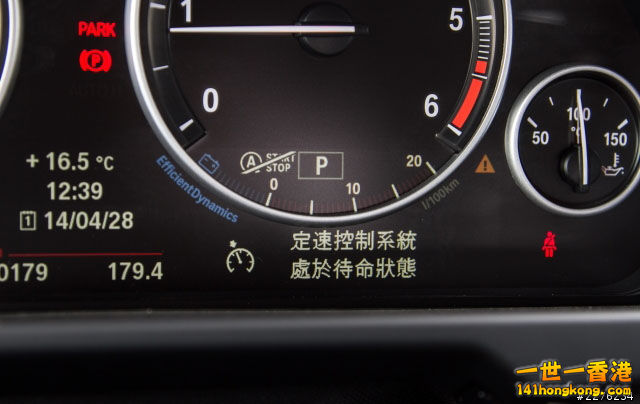 PARK
(P)
1
5
0
6
50
100
150
°C
+ 16.5 °C
12:39
1 14/04/28
(A) START
STOP
P
EfficientDynamics
0
10
20
l/100km
0179
179.4
定速控制系統
處於待命狀態
一世一香港
141hongkong.com